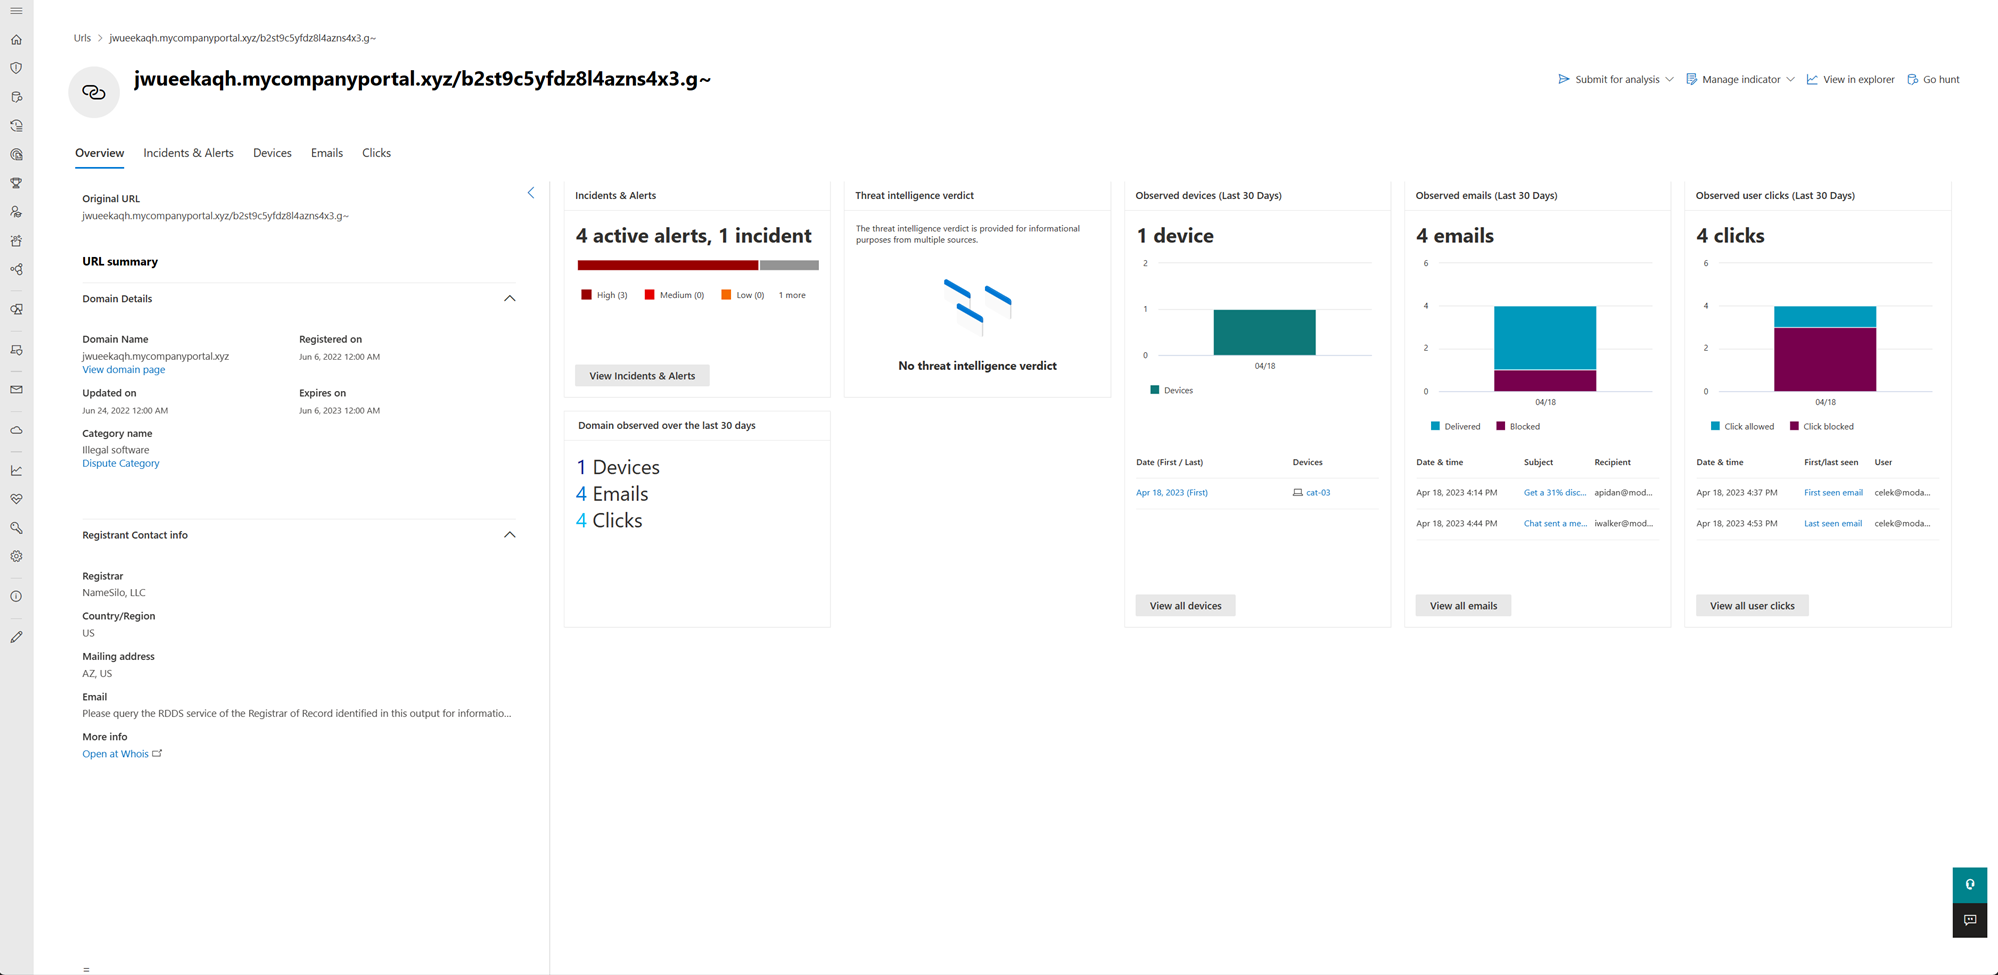 Urls > jwueekaqh.mycompanyportal.xyz/b2st9c5yfdz8l4azns4x3.g~
jwueekaqh.mycompanyportal.xyz/b2st9c5yfdz8l4azns4x3.g~
Submit for analysis Manage indicator View in explorer Go hunt
Overview Incidents & Alerts Devices Emails Clicks
Original URL
jwueekaqh.mycompanyportal.xyz/b2st9c5yfdz8l4azns4x3.g~
URL summary
Domain Details
Domain Name Registered on
jwueekaqh.mycompanyportal.xyz Jun 6, 2022 12:00 AM
View domain page
Updated on Expires on
Jun 24, 2022 12:00 AM Jun 6, 2023 12:00 AM
Category name
Illegal software
Dispute Category
Registrant Contact info
Registrar
NameSilo, LLC
Country/Region
US
Mailing address
AZ, US
Email
Please query the RDDS service of the Registrar of Record identified in this output for informatio...
More info
Open at Whois
Incidents & Alerts
4 active alerts, 1 incident
High (3) Medium (0) Low (0) 1 more
View Incidents & Alerts
Threat intelligence verdict
The threat intelligence verdict is provided for informational
purposes from multiple sources.
No threat intelligence verdict
Domain observed over the last 30 days
1 Devices
4 Emails
4 Clicks
Observed devices (Last 30 Days)
1 device
2
1
0
04/18
Devices
Date (First / Last) Devices
Apr 18, 2023 (First) cat-03
View all devices
Observed emails (Last 30 Days)
4 emails
6
4
2
0
04/18
Delivered Blocked
Date & time Subject Recipient
Apr 18, 2023 4:14 PM Get a 31% disc... apidan@mod...
Apr 18, 2023 4:44 PM Chat sent a me... iwalker@mod...
View all emails
Observed user clicks (Last 30 Days)
4 clicks
6
4
2
0
04/18
Click allowed Click blocked
Date & time First/last seen User
Apr 18, 2023 4:37 PM First seen email celek@moda...
Apr 18, 2023 4:53 PM Last seen email celek@moda...
View all user clicks